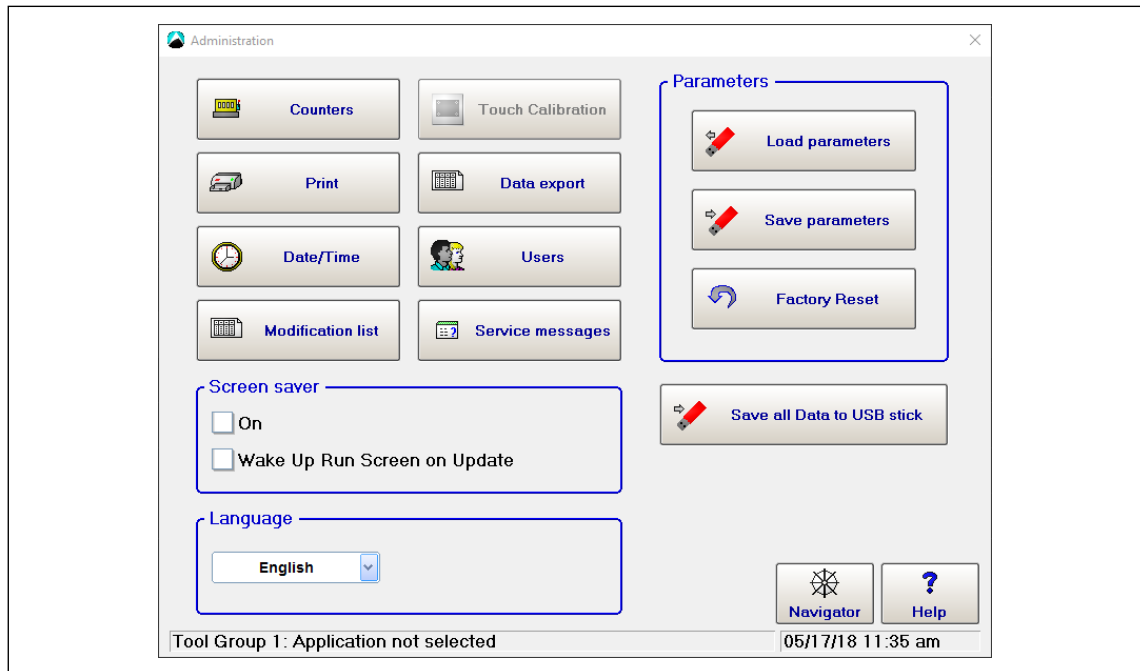 Administration
Counters
Touch Calibration
Print
Data export
Date/Time
Users
Modification list
Service messages
Parameters
Load parameters
Save parameters
Factory Reset
Screen saver
On
Wake Up Run Screen on Update
Save all Data to USB stick
Language
English
Navigator
Help
Tool Group 1: Application not selected
05/17/18 11:35 am